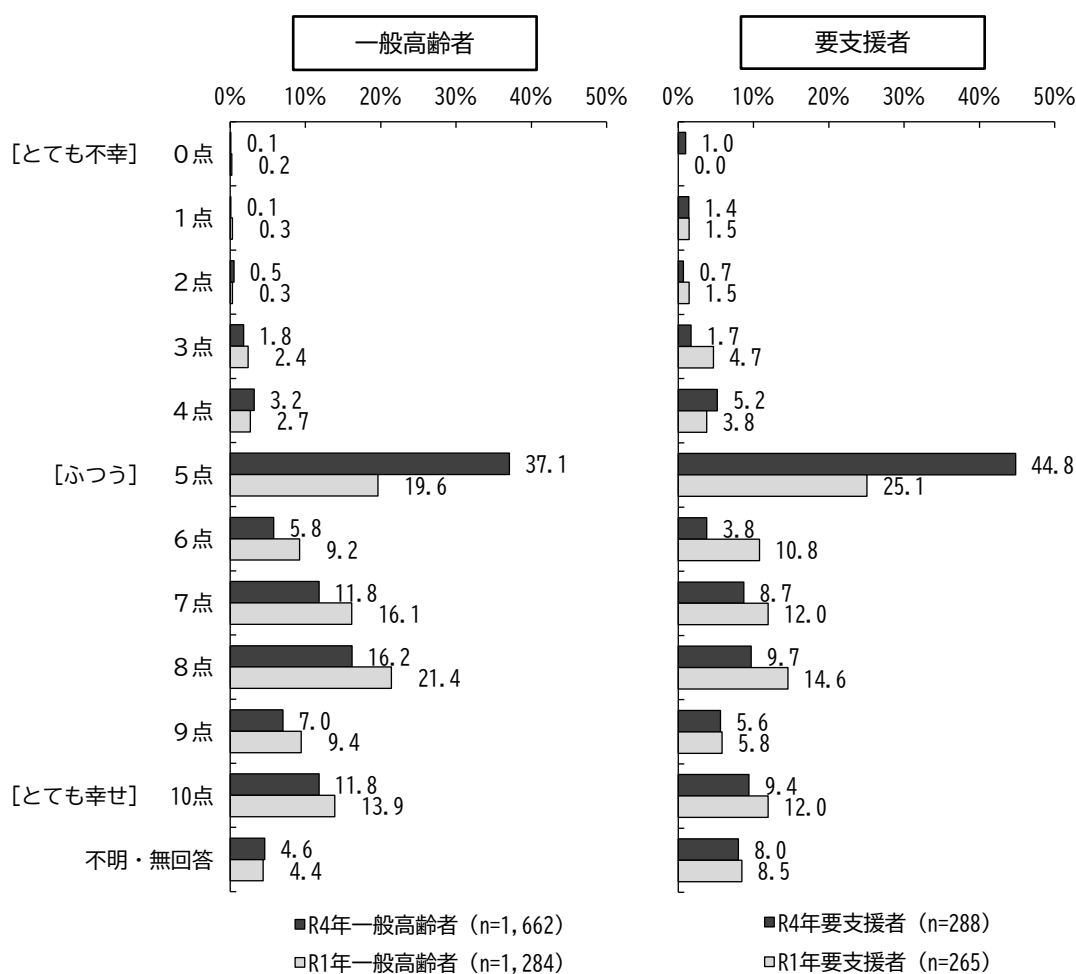 一般高齢者
要支援者
0% 10% 20% 30% 40% 50%
0% 10% 20% 30% 40% 50%
[とても不幸] 0点 0.1 0.2 1.0 0.0
1点 0.1 0.3 1.4 1.5
2点 0.5 0.3 0.7 1.5
3点 1.8 2.4 1.7 4.7
4点 3.2 2.7 5.2 3.8
[ふつう] 5点 37.1 19.6 44.8 25.1
6点 5.8 9.2 3.8 10.8
7点 11.8 16.1 8.7 12.0
8点 16.2 21.4 9.7 14.6
9点 7.0 9.4 5.6 5.8
[とても幸せ] 10点 11.8 13.9 9.4 12.0
不明・無回答 4.6 4.4 8.0 8.5
■R4年一般高齢者（n=1,662）
□R1年一般高齢者（n=1,284）
■R4年要支援者（n=288）
□R1年要支援者（n=265）